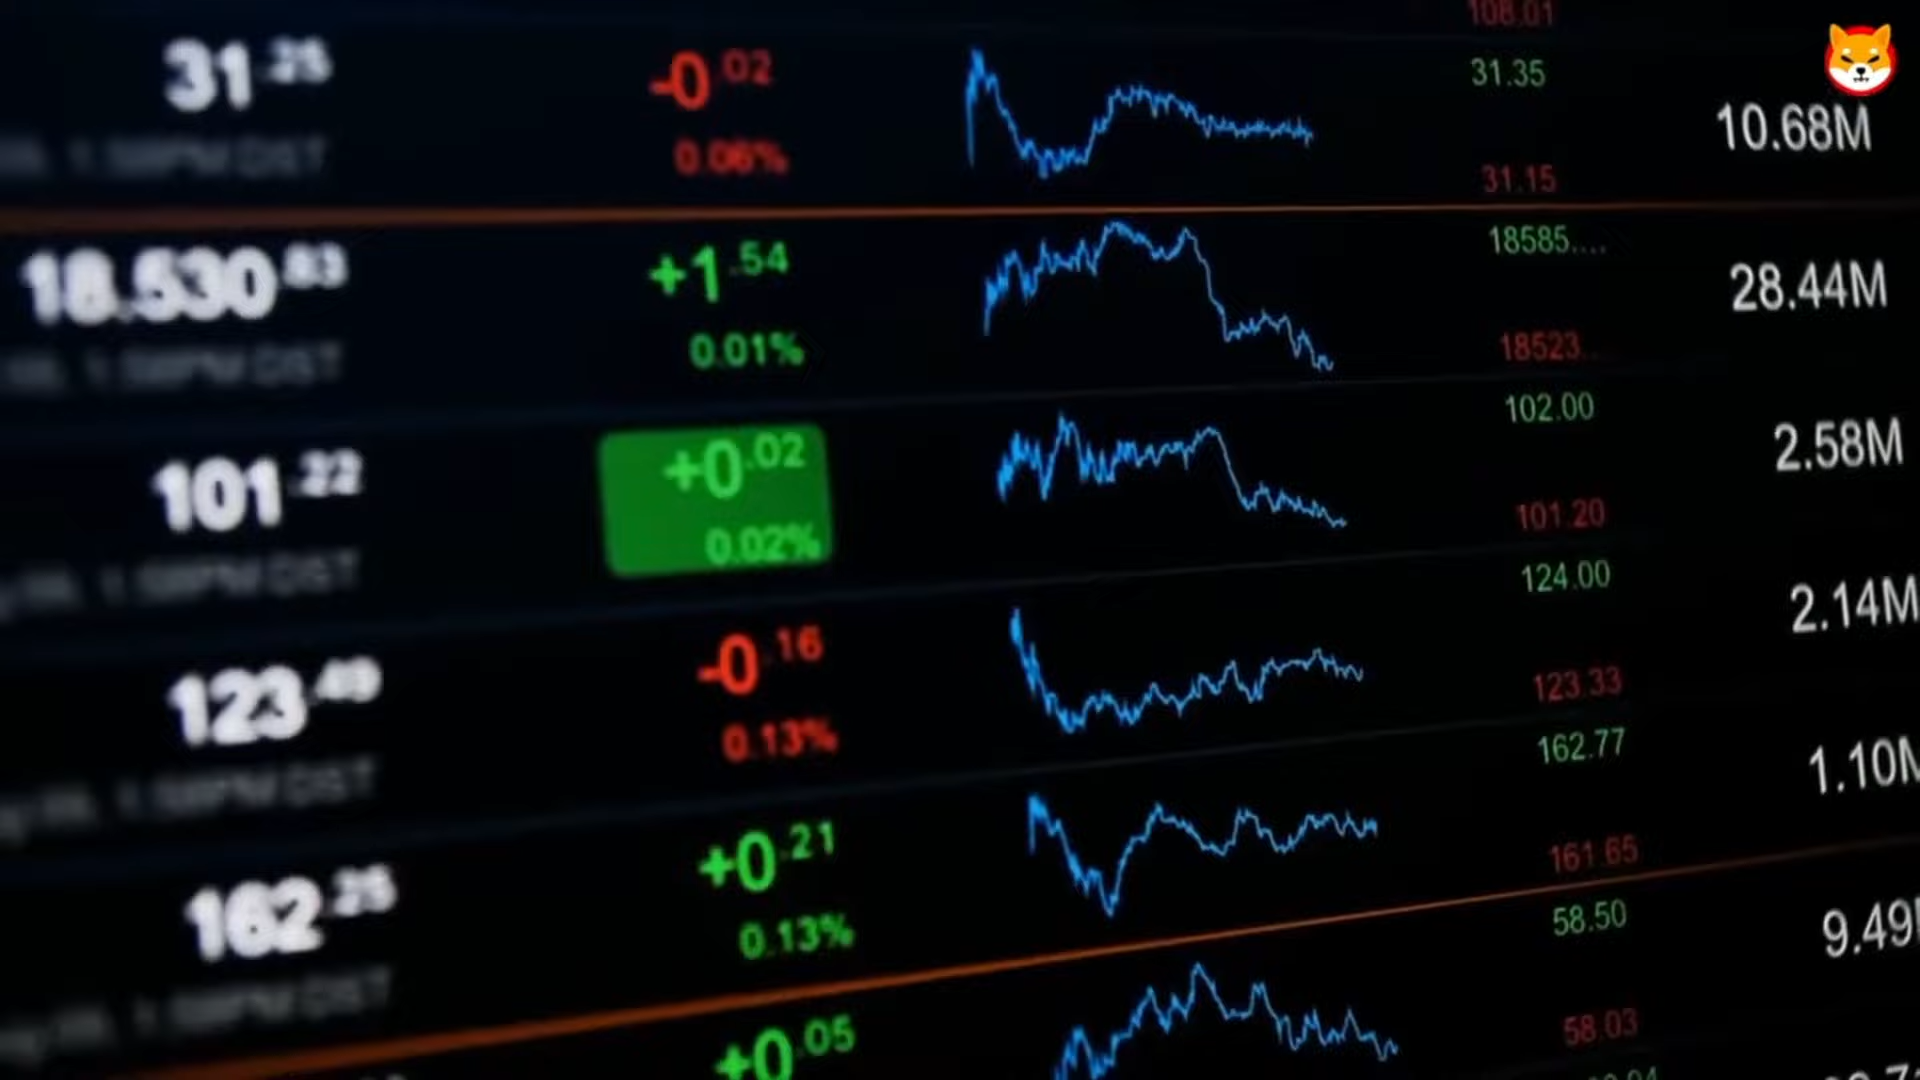 108.01
31.25 -0.02 31.35
0.06% 31.15 10.68M
18.530.83 +1.54 18585.... 28.44M
0.01% 18523...
102.00
101.22 +0.02 2.58M
0.02% 101.20
124.00
123.49 -0.16 2.14M
0.13% 123.33
162.77
1.10M
162.25 +0.21 161.65
0.13% 58.50 9.49
+0.05 58.03